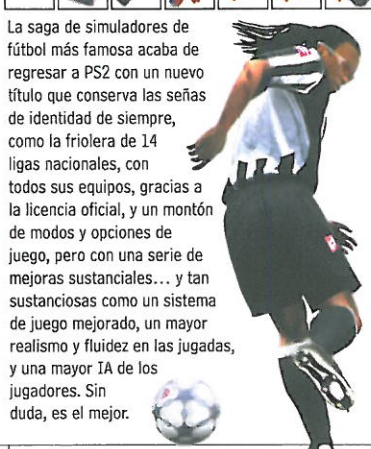 La saga de simuladores de
fútbol más famosa acaba de
regresar a PS2 con un nuevo
título que conserva las señas
de identidad de siempre,
como la friolera de 14
ligas nacionales, con
todos sus equipos, gracias a
la licencia oficial, y un montón
de modos y opciones de
juego, pero con una serie de
mejoras sustanciales... y tan
sustanciosas como un sistema
de juego mejorado, un mayor
realismo y fluidez en las jugadas,
y una mayor IA de los
jugadores. Sin
duda, es el mejor.